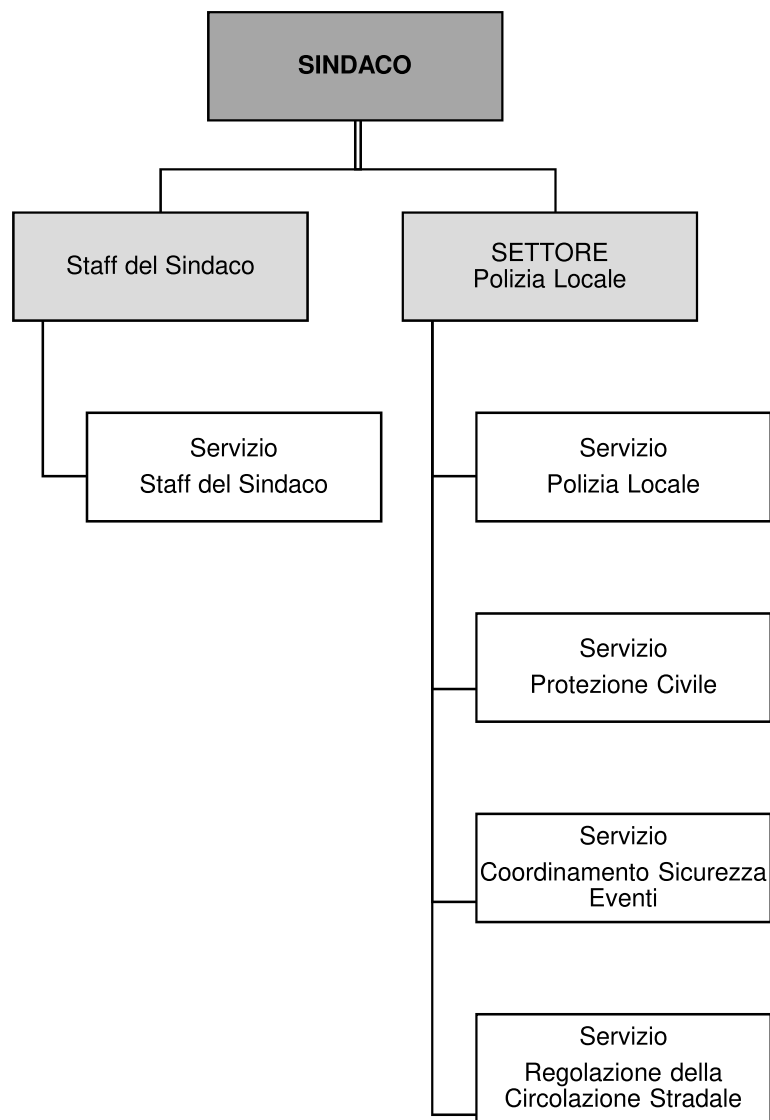 SINDACO
Staff del Sindaco
SETTORE
Polizia Locale
Servizio
Staff del Sindaco
Servizio
Polizia Locale
Servizio
Protezione Civile
Servizio
Coordinamento Sicurezza
Eventi
Servizio
Regolazione della
Circolazione Stradale